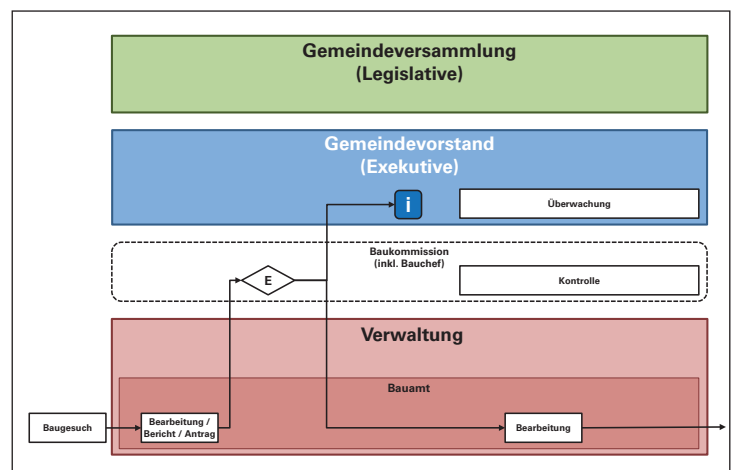 Gemeindeversammlung
(Legislative)
Gemeindevorstand
(Exekutive)
i
Überwachung
Baukommission
(inkl. Bauchef)
E
Kontrolle
Verwaltung
Bauamt
Baugesuch
Bearbeitung /
Bericht / Antrag
Bearbeitung